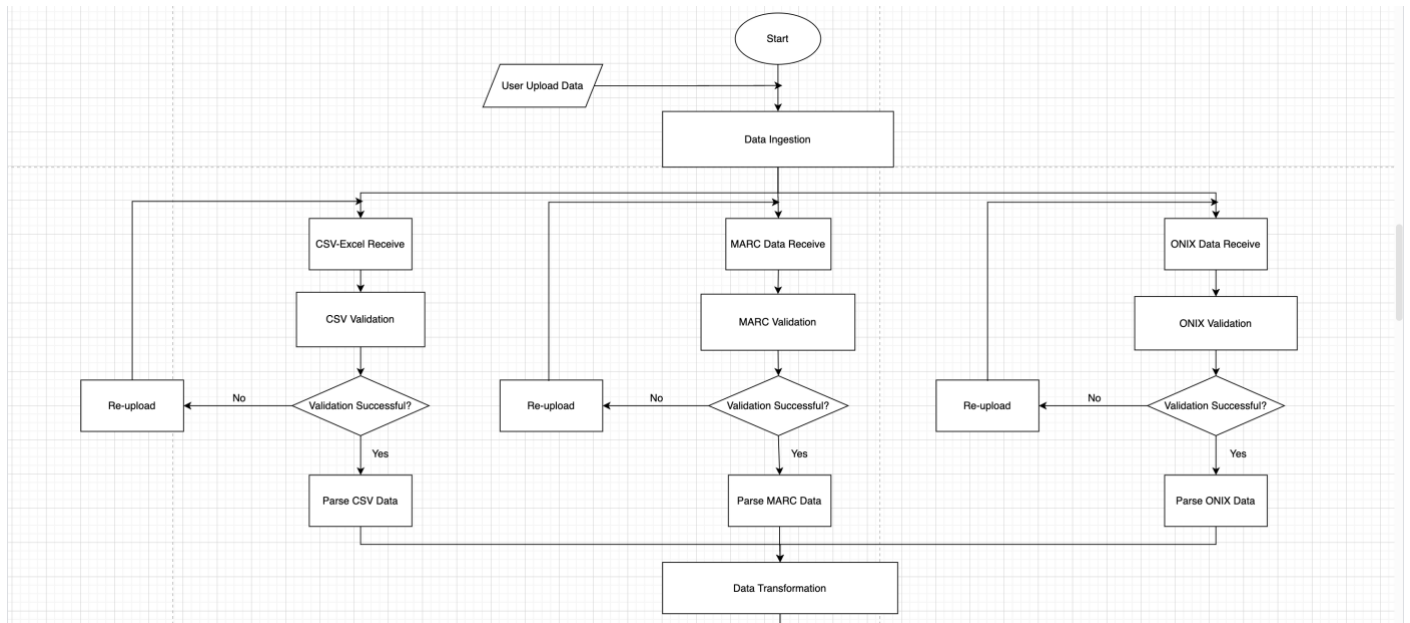 Start
User Upload Data
Data Ingestion
CSV-Excel Receive
MARC Data Receive
ONIX Data Receive
CSV Validation
MARC Validation
ONIX Validation
Re-upload
No
Validation Successful?
Re-upload
No
Validation Successful?
Re-upload
No
Validation Successful?
Yes
Yes
Yes
Parse CSV Data
Parse MARC Data
Parse ONIX Data
Data Transformation